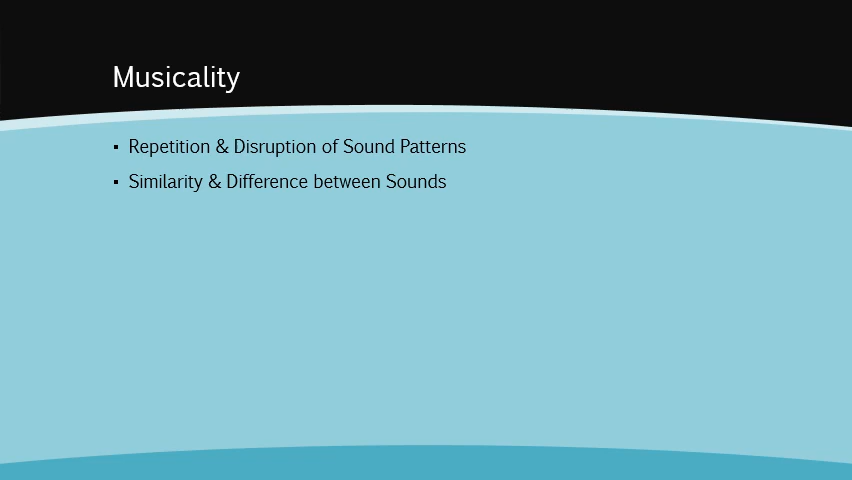 Musicality
▪ Repetition & Disruption of Sound Patterns
▪ Similarity & Difference between Sounds